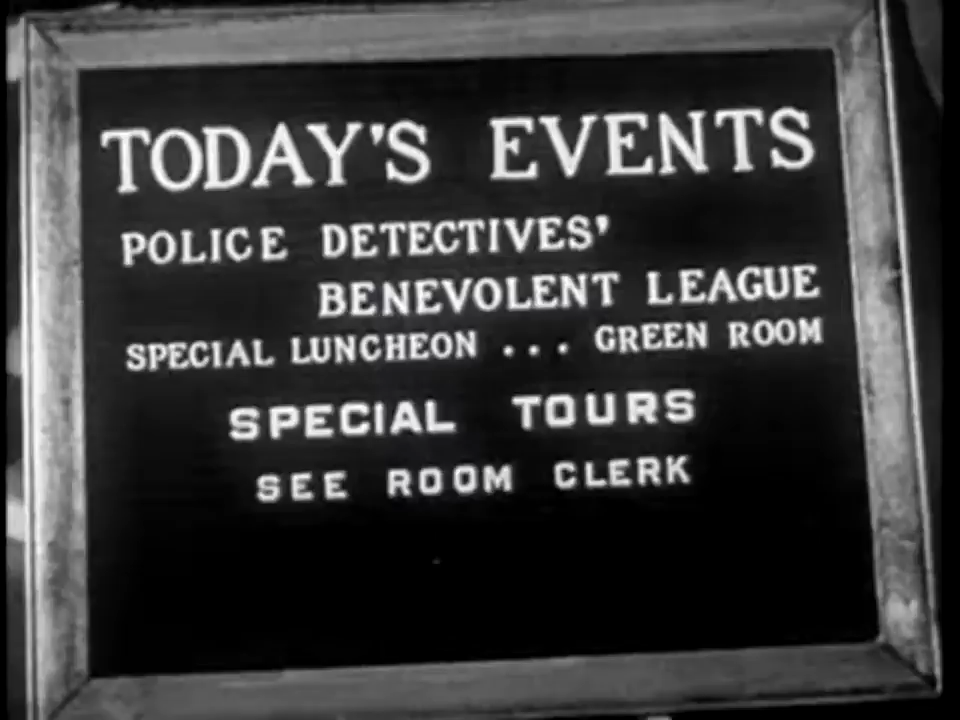 TODAY'S EVENTS
POLICE DETECTIVES'
BENEVOLENT LEAGUE
SPECIAL LUNCHEON ... GREEN ROOM
SPECIAL TOURS
SEE ROOM CLERK